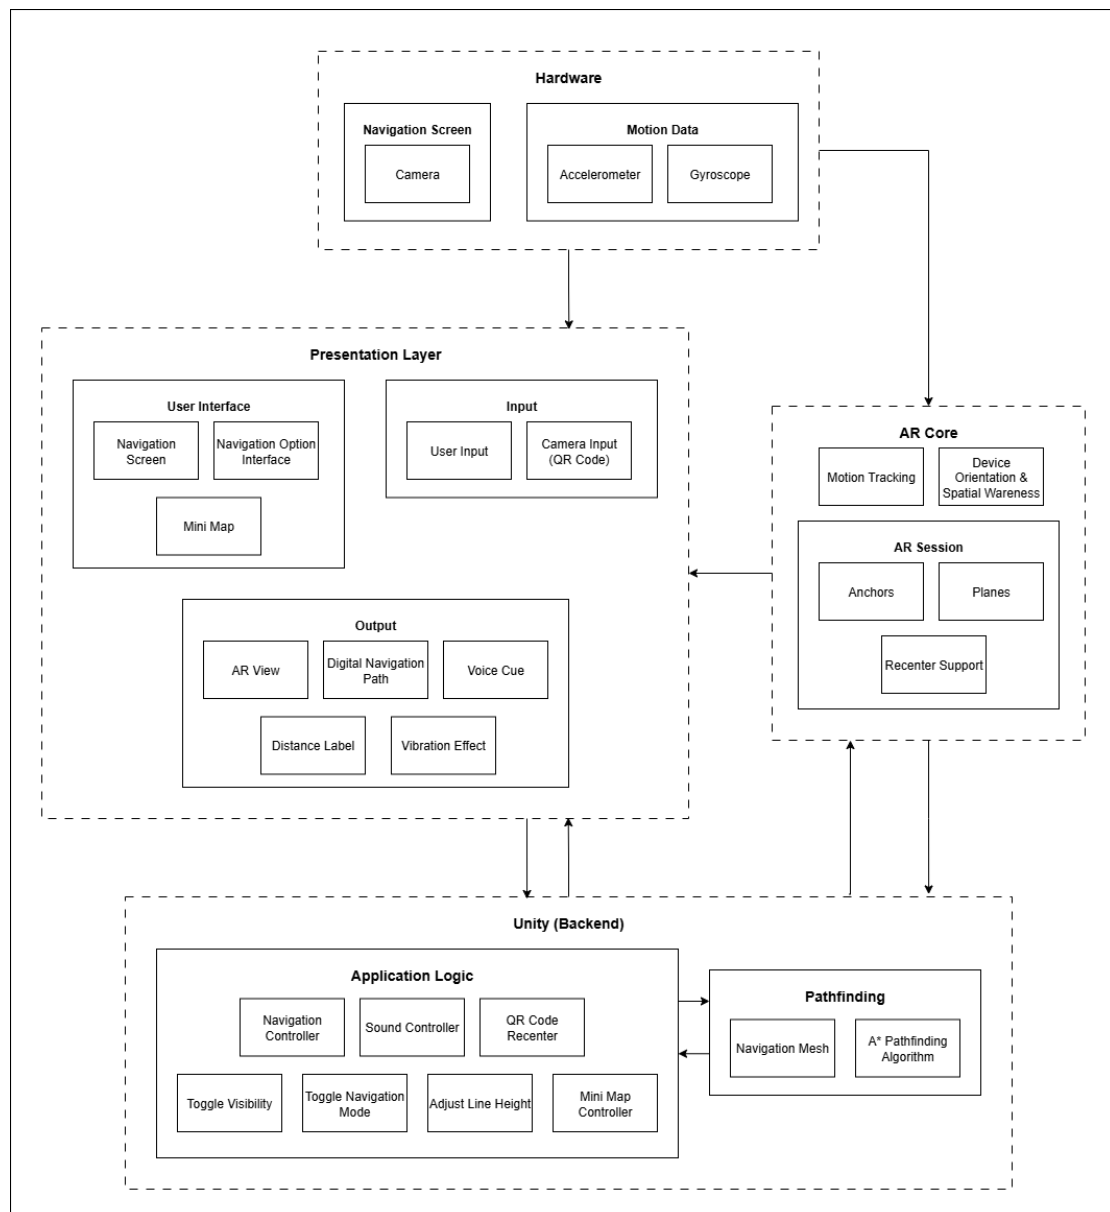 Hardware
Navigation Screen
Camera
Motion Data
Accelerometer
Gyroscope
Presentation Layer
User Interface
Navigation
Screen
Navigation Option
Interface
Mini Map
Input
User Input
Camera Input
(QR Code)
Output
AR View
Digital Navigation
Path
Voice Cue
Distance Label
Vibration Effect
AR Core
Motion Tracking
Device
Orientation &
Spatial Wareness
AR Session
Anchors
Planes
Recenter Support
Unity (Backend)
Application Logic
Navigation
Controller
Sound Controller
QR Code
Recenter
Toggle Visibility
Toggle Navigation
Mode
Adjust Line Height
Mini Map
Controller
Pathfinding
Navigation Mesh
A* Pathfinding
Algorithm